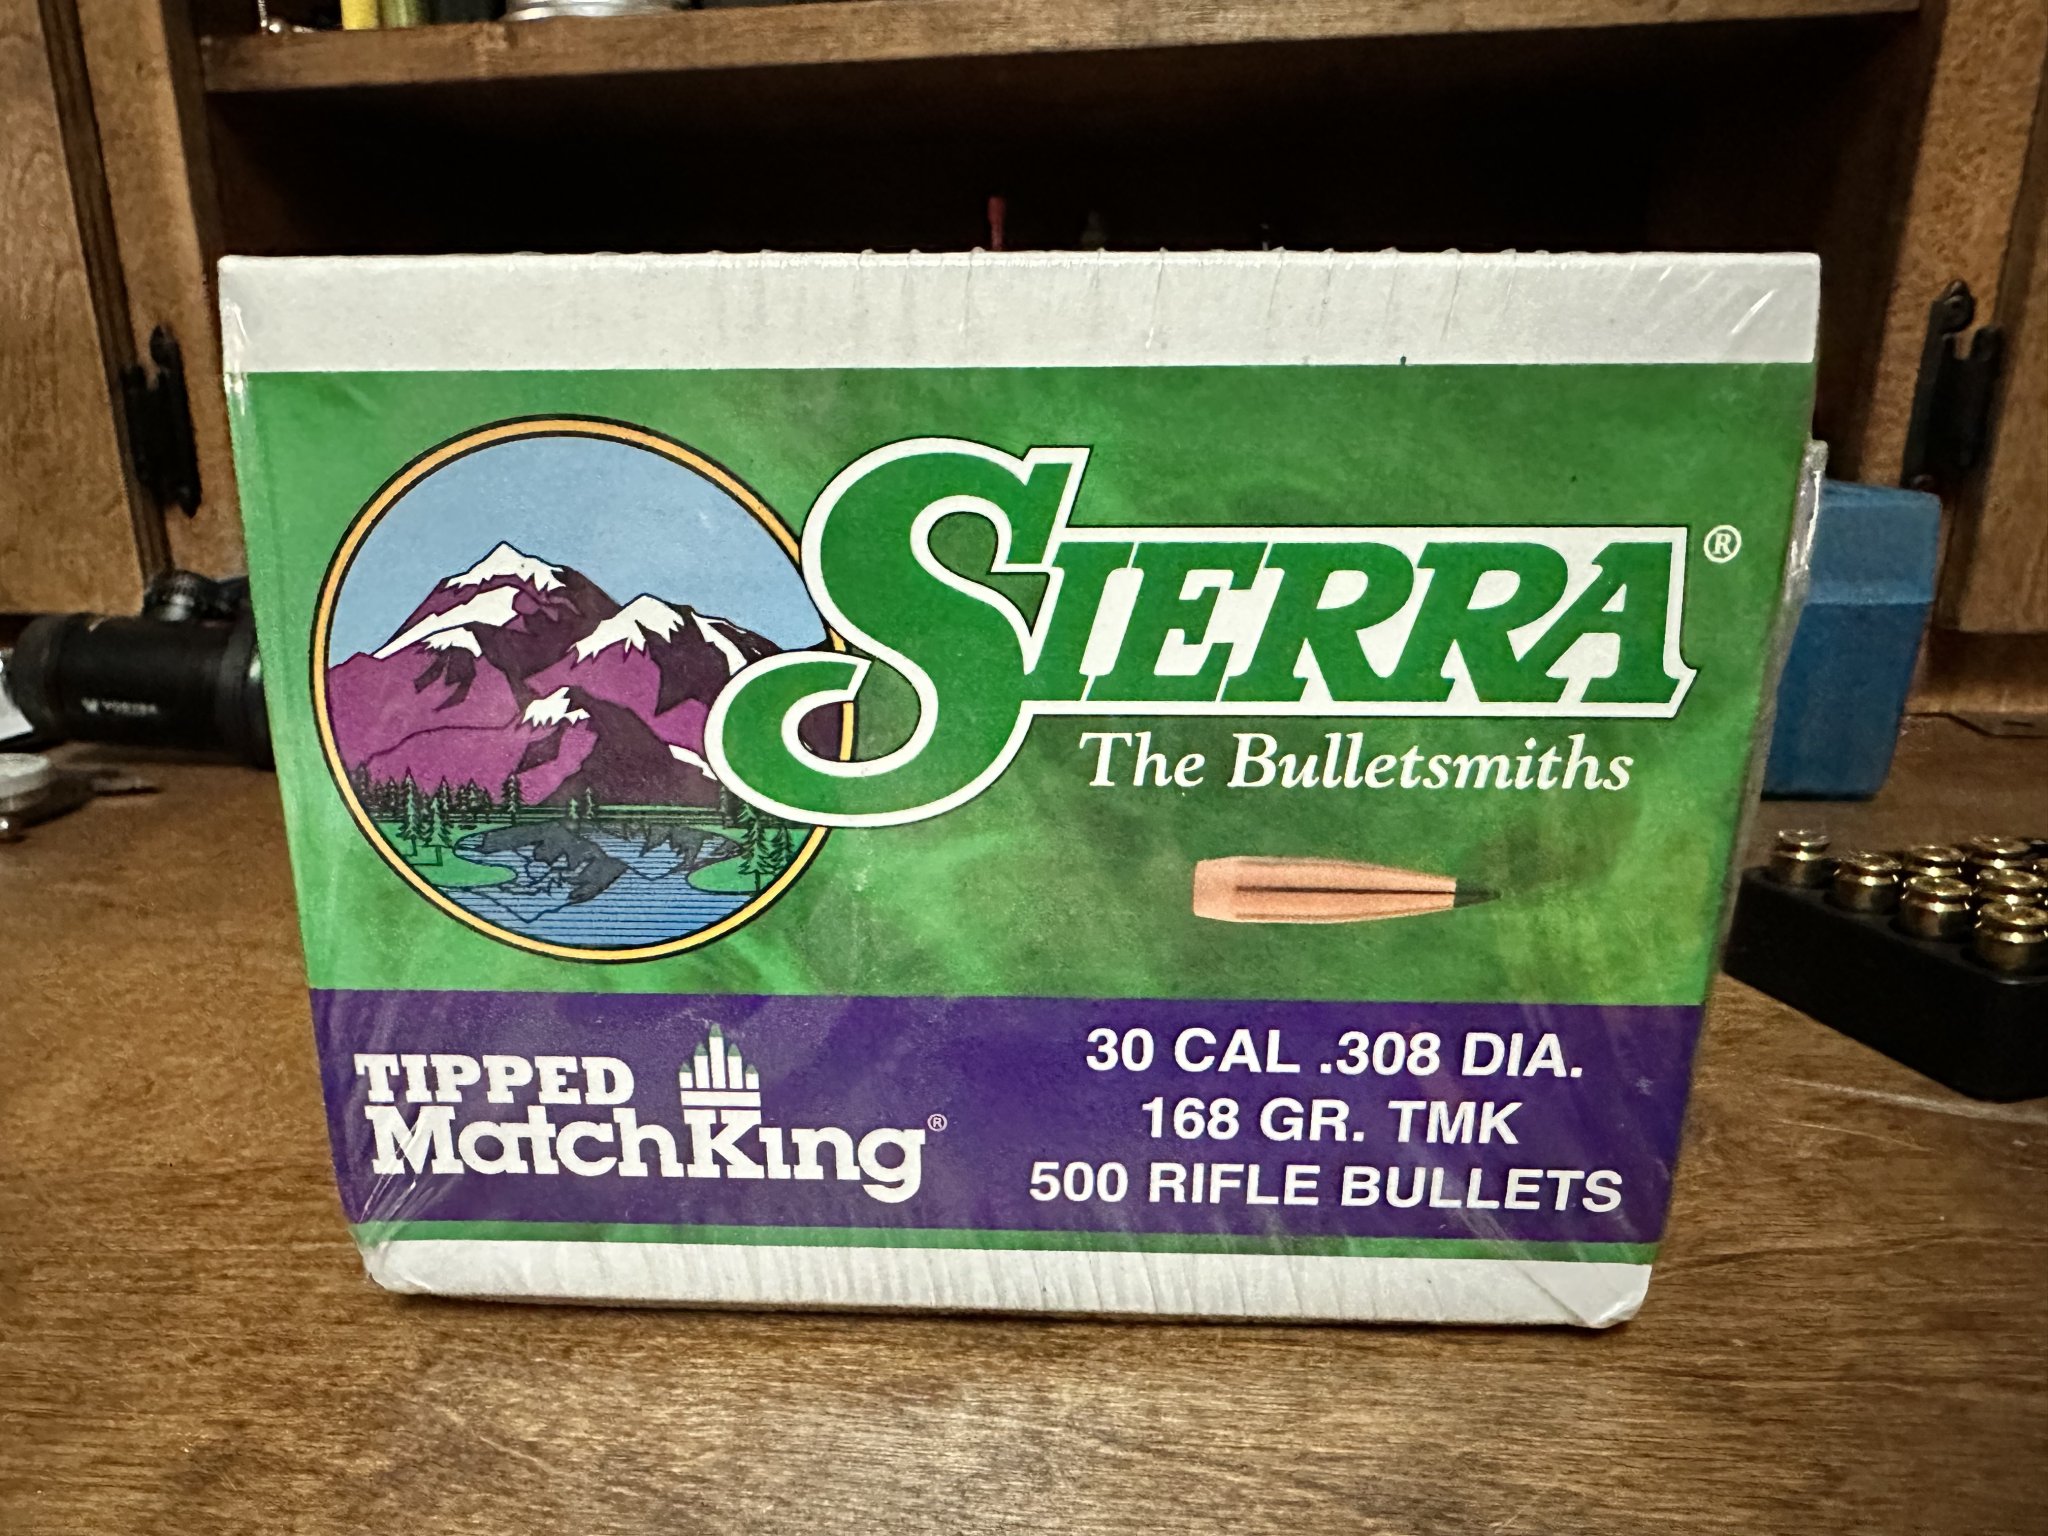 SIERRA®
The Bulletsmiths
TIPPED
MatchKing®
30 CAL .308 DIA.
168 GR. TMK
500 RIFLE BULLETS